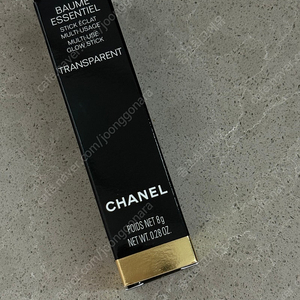 BAUME
ESSENTIEL
STICK ÉCLAT
MULTI-USAGE
MULTI-USE
GLOW STICK
TRANSPARENT
CHANEL
POIDS NET 8g
NET WT. 0.28 OZ.